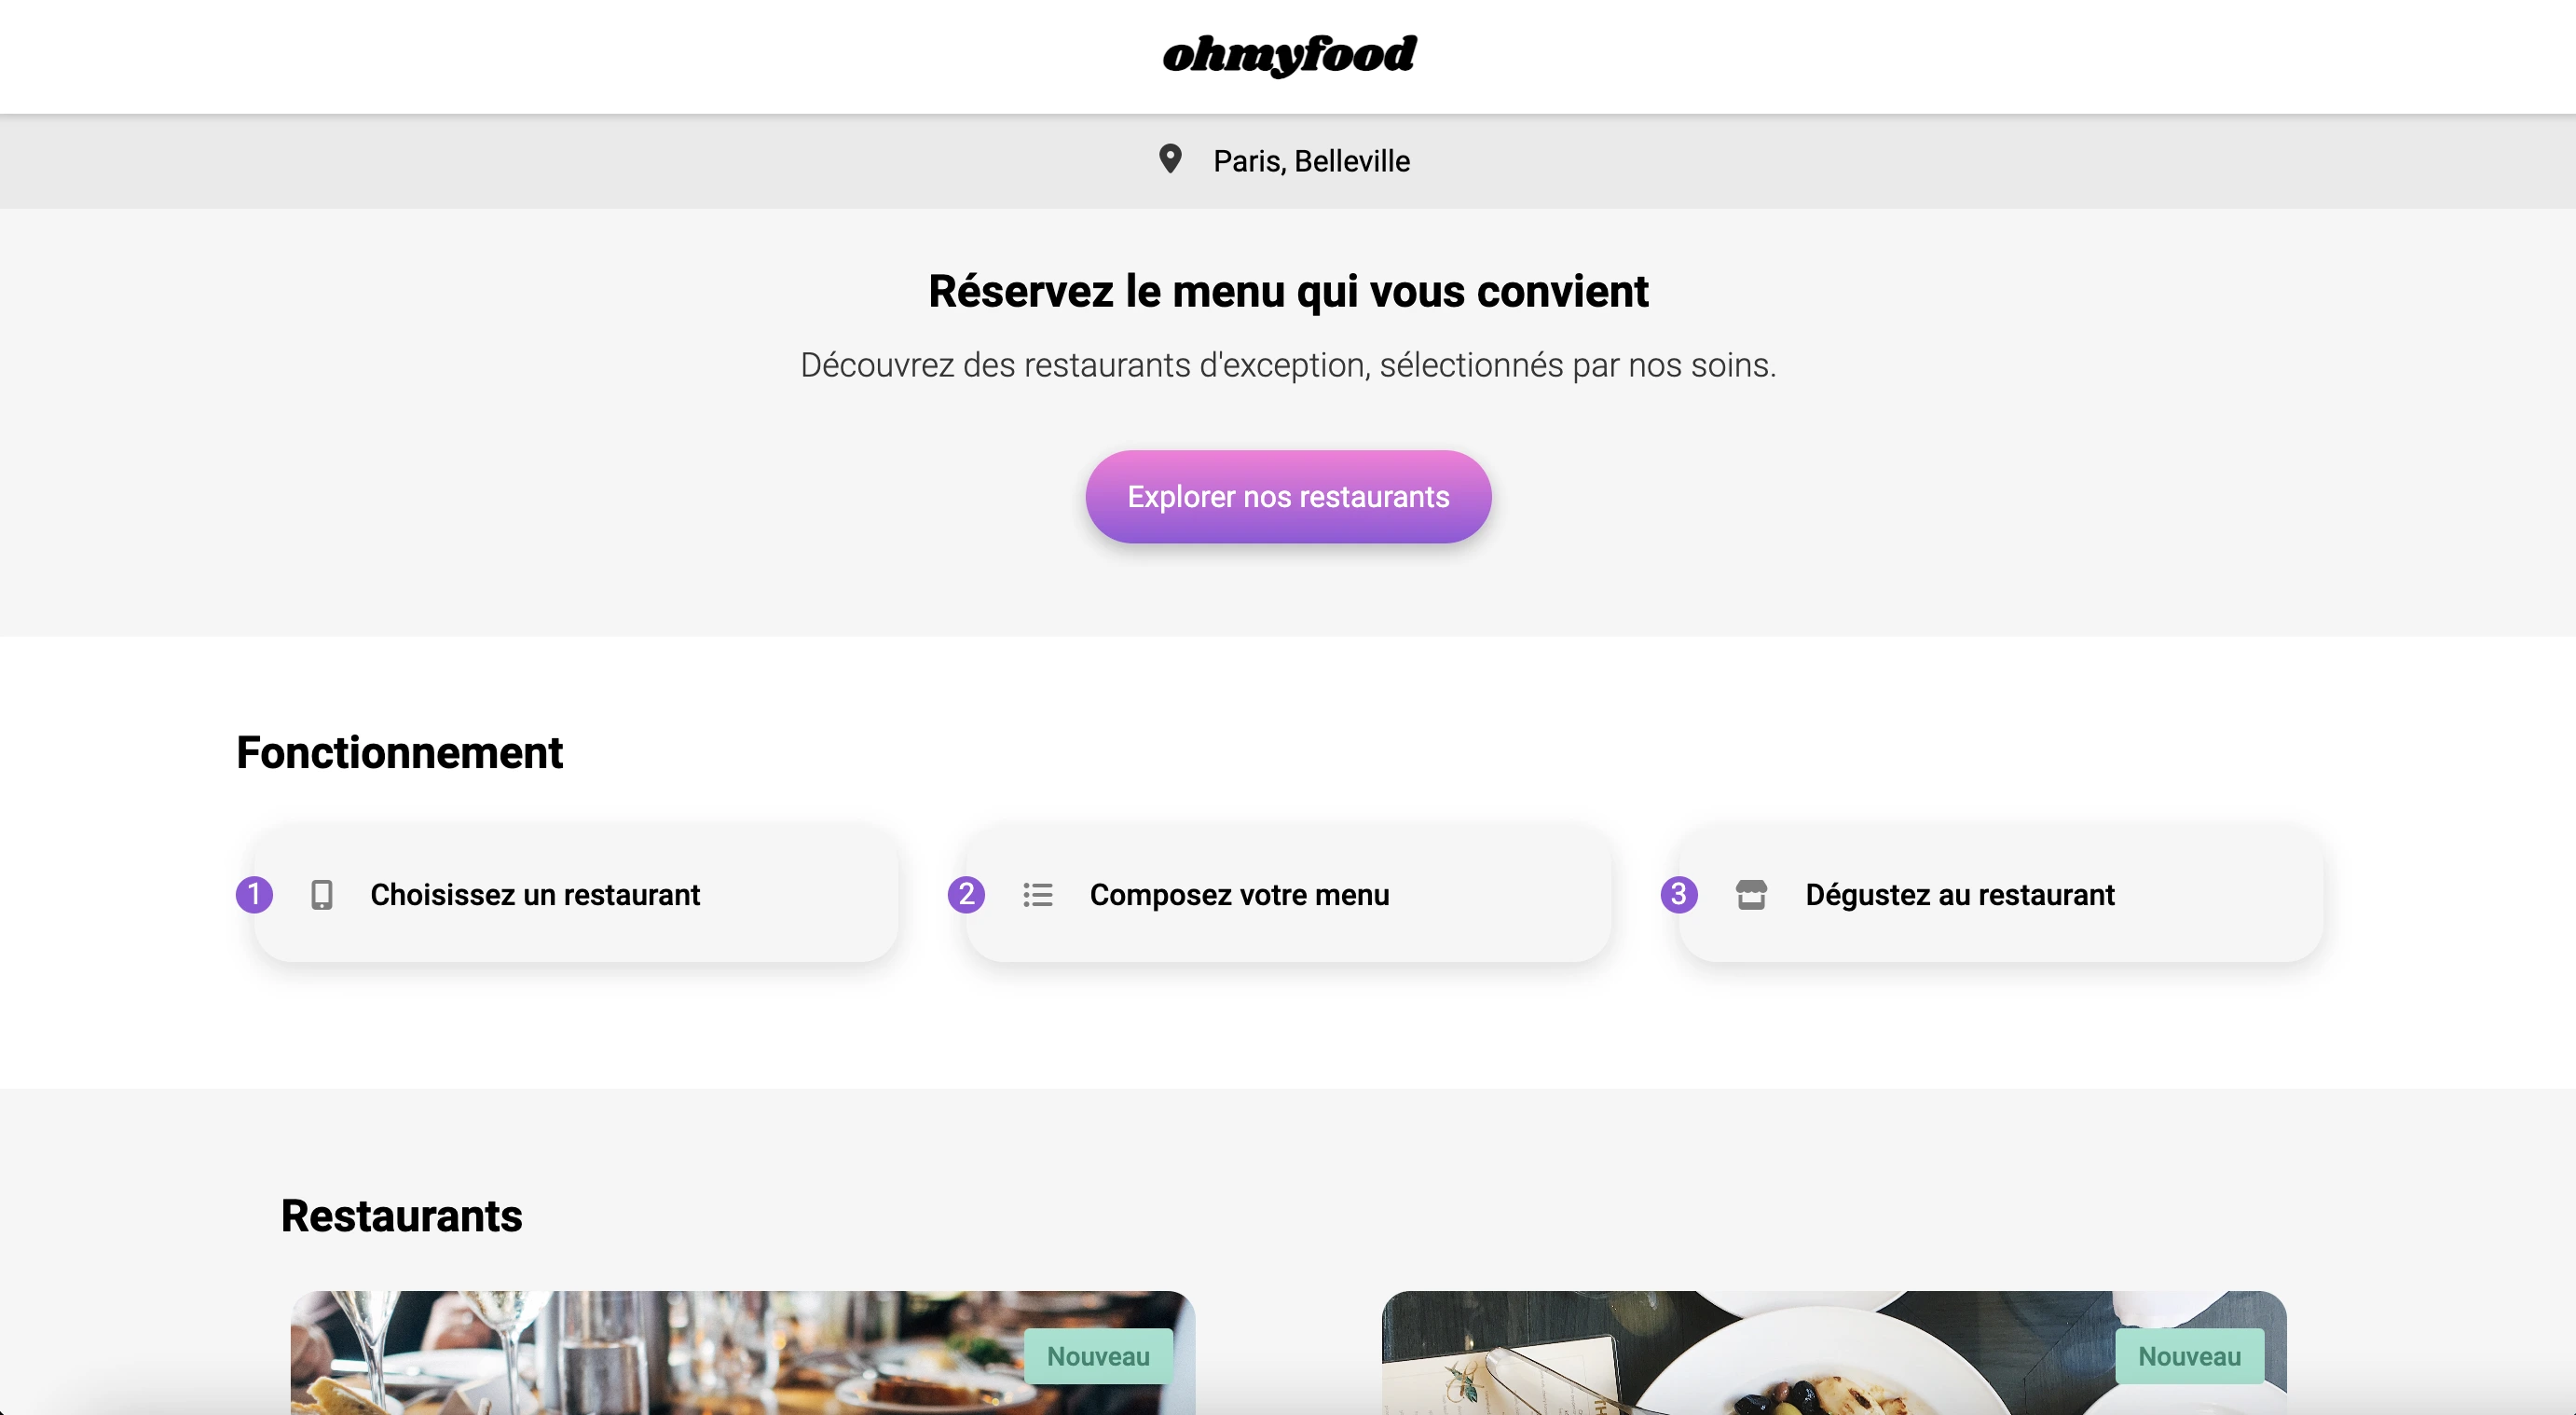 ohmyfood
Paris, Belleville
Réservez le menu qui vous convient
Découvrez des restaurants d'exception, sélectionnés par nos soins.
Explorer nos restaurants
Fonctionnement
1 Choisissez un restaurant
2 Composez votre menu
3 Dégustez au restaurant
Restaurants
Nouveau
Nouveau